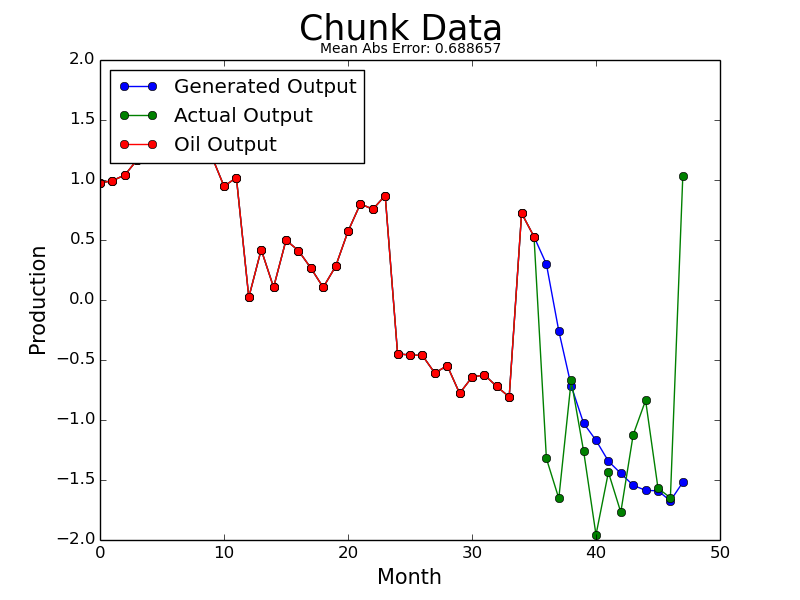 Chunk Data
Mean Abs Error: 0.688657
2.0
1.5
1.0
0.5
0.0
−0.5
−1.0
−1.5
−2.0
Production
Generated Output
Actual Output
Oil Output
0 10 20 30 40 50
Month